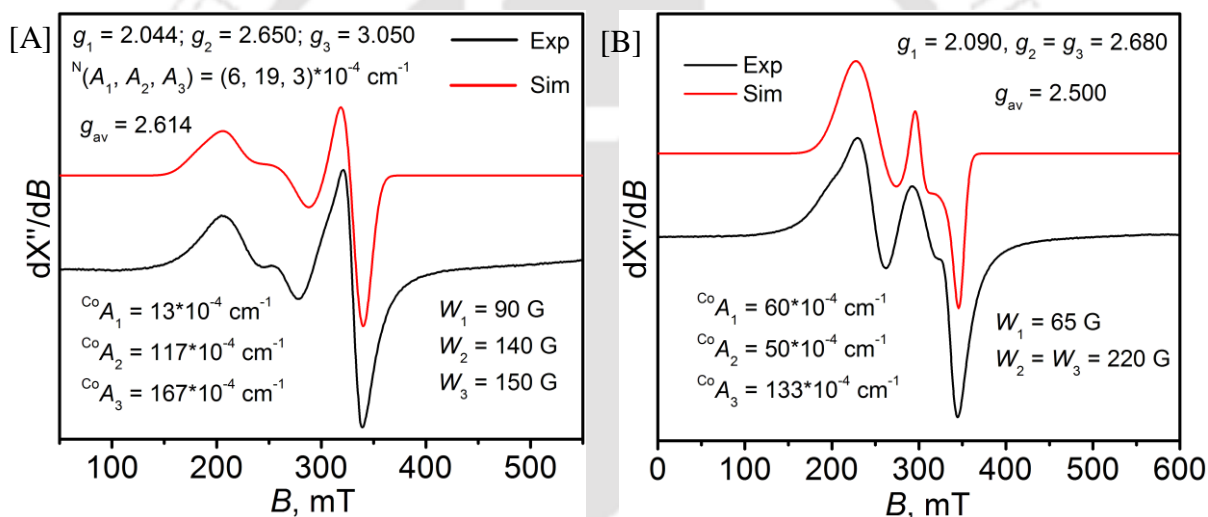 [A]
g₁ = 2.044; g₂ = 2.650; g₃ = 3.050
ᴺ(A₁, A₂, A₃) = (6, 19, 3)*10⁻⁴ cm⁻¹
g_av = 2.614
Exp
Sim
ᶜᵒA₁ = 13*10⁻⁴ cm⁻¹
ᶜᵒA₂ = 117*10⁻⁴ cm⁻¹
ᶜᵒA₃ = 167*10⁻⁴ cm⁻¹
W₁ = 90 G
W₂ = 140 G
W₃ = 150 G
dX''/dB
100 200 300 400 500
B, mT
[B]
g₁ = 2.090, g₂ = g₃ = 2.680
Exp
Sim
g_av = 2.500
ᶜᵒA₁ = 60*10⁻⁴ cm⁻¹
ᶜᵒA₂ = 50*10⁻⁴ cm⁻¹
ᶜᵒA₃ = 133*10⁻⁴ cm⁻¹
W₁ = 65 G
W₂ = W₃ = 220 G
dX''/dB
0 100 200 300 400 500 600
B, mT